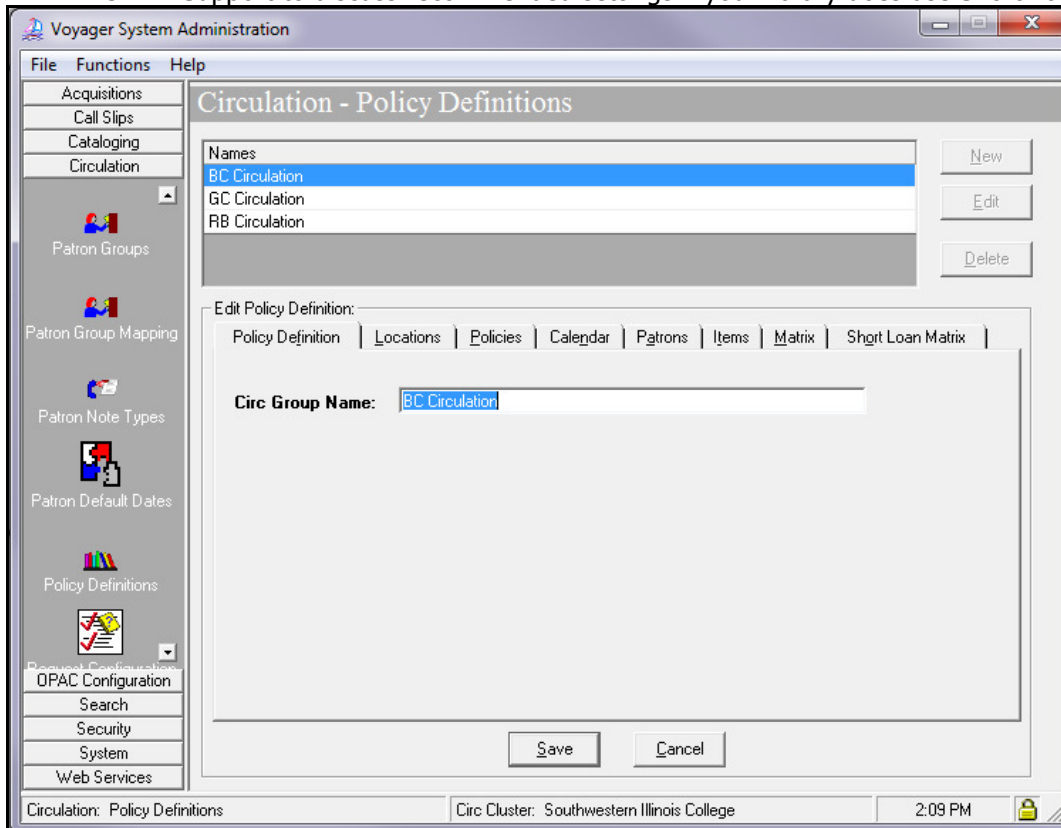 Voyager System Administration
File Functions Help
Acquisitions
Call Slips
Cataloging
Circulation
Patron Groups
Patron Group Mapping
Patron Note Types
Patron Default Dates
Policy Definitions
Request Configuration
OPAC Configuration
Search
Security
System
Web Services
Circulation - Policy Definitions
Names
BC Circulation
GC Circulation
RB Circulation
New
Edit
Delete
Edit Policy Definition:
Policy Definition Locations Policies Calendar Patrons Items Matrix Short Loan Matrix
Circ Group Name: BC Circulation
Save Cancel
Circulation: Policy Definitions Circ Cluster: Southwestern Illinois College 2:09 PM